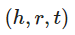 (h, r, t)